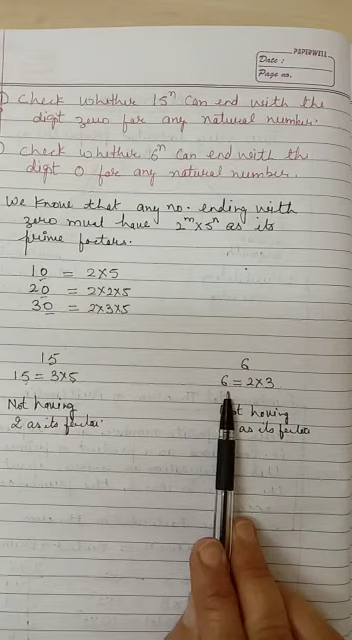 PAPERWELL
Date :
Page no.
) Check whether 15ⁿ can end with the
digit zero for any natural number.
) Check whether 6ⁿ can end with the
digit 0 for any natural number.
We know that any no. ending with
zero must have 2ᵐ×5ⁿ as its
prime factors.
10 = 2×5
20 = 2×2×5
30 = 2×3×5
15
6
15 = 3×5
6 = 2×3
Not having
2 as its factor.
having
as its factor